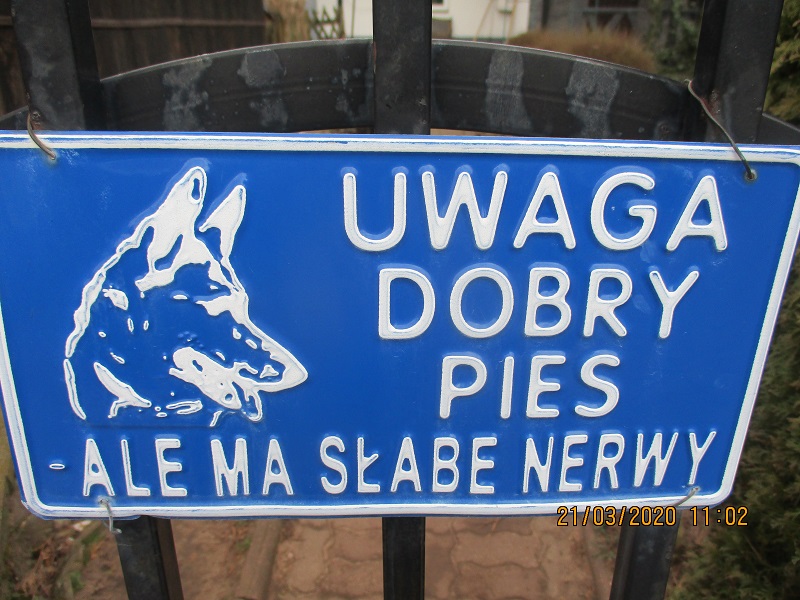 UWAGA
DOBRY
PIES
- ALE MA SŁABE NERWY
21/03/2020 11:02